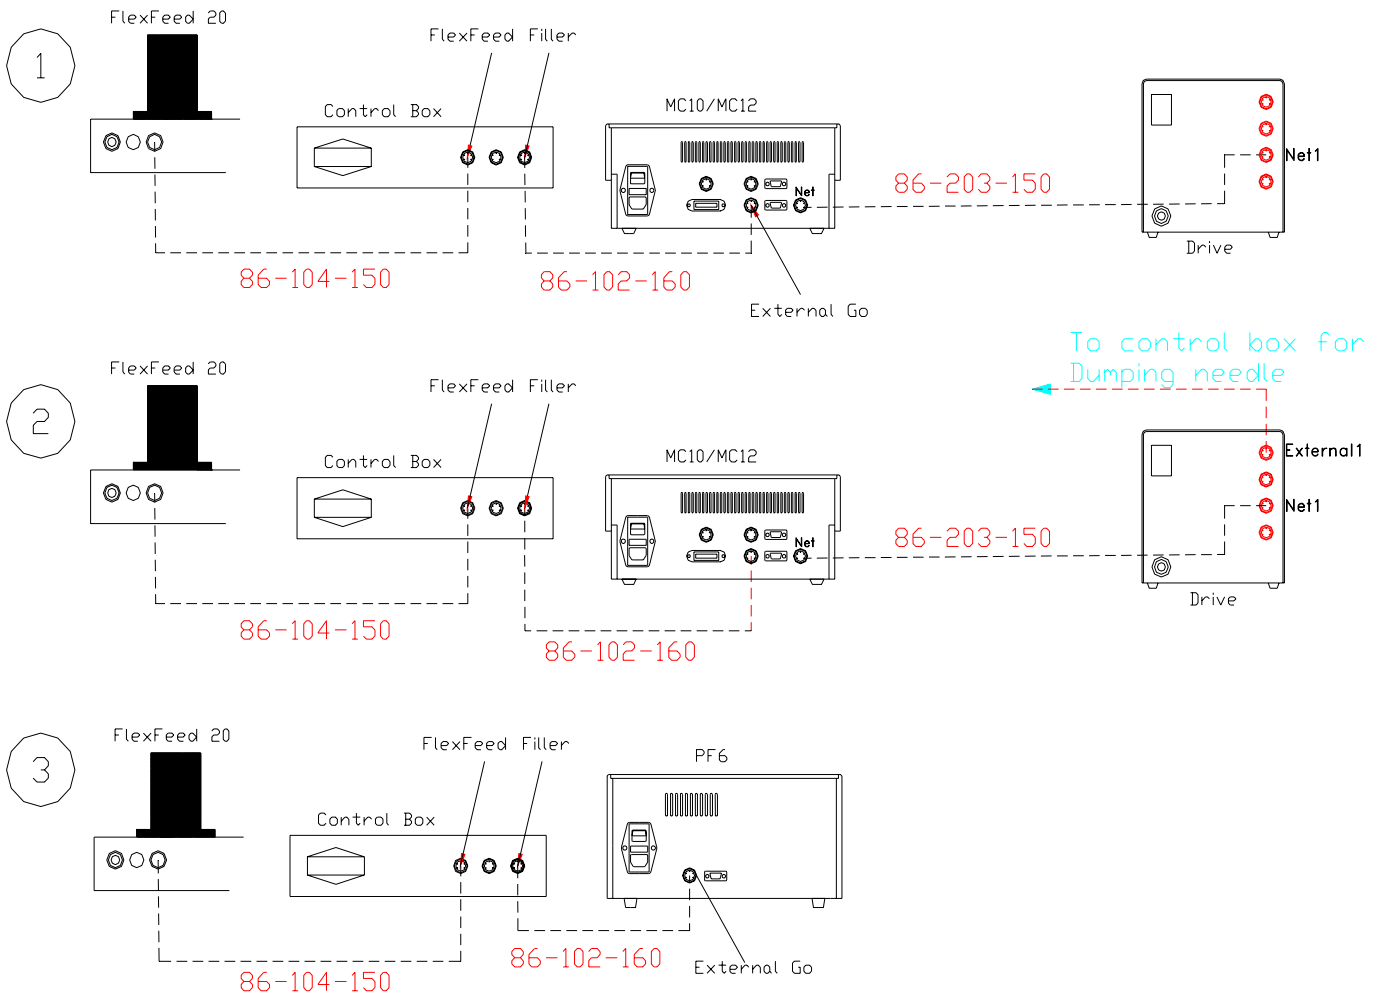 1
FlexFeed 20
FlexFeed Filler
Control Box
MC10/MC12
Net
86-203-150
Net1
Drive
86-104-150
86-102-160
External Go
2
FlexFeed 20
FlexFeed Filler
Control Box
MC10/MC12
Net
86-203-150
To control box for
Dumping needle
External1
Net1
Drive
86-104-150
86-102-160
3
FlexFeed 20
FlexFeed Filler
Control Box
PF6
86-104-150
86-102-160
External Go